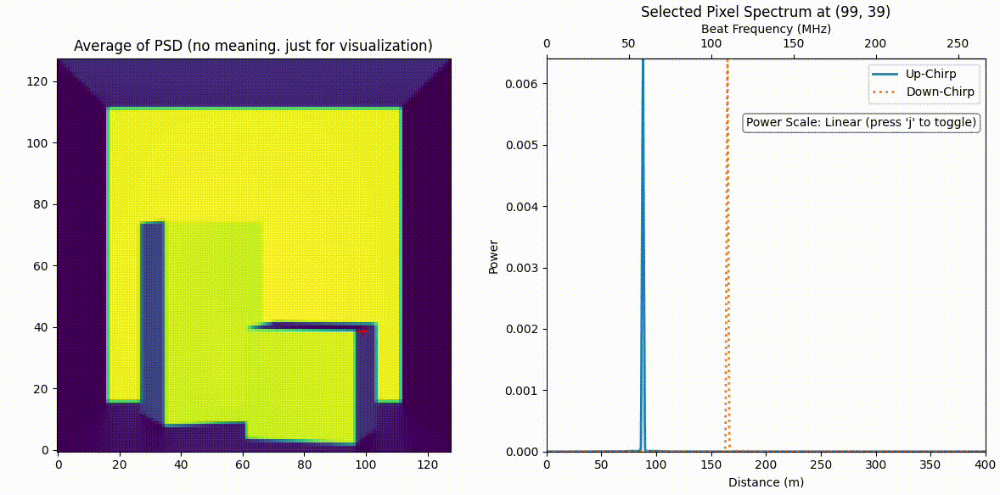 Average of PSD (no meaning. just for visualization)
120
100
80
60
40
20
0
0 20 40 60 80 100 120
Selected Pixel Spectrum at (99, 39)
Beat Frequency (MHz)
0 50 100 150 200 250
Up-Chirp
Down-Chirp
Power Scale: Linear (press 'j' to toggle)
Power
0.006
0.005
0.004
0.003
0.002
0.001
0.000
0 50 100 150 200 250 300 350 400
Distance (m)